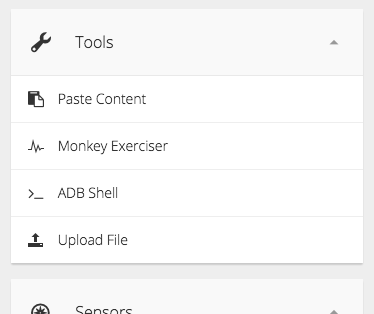 Tools
Paste Content
Monkey Exerciser
ADB Shell
Upload File
Sensors